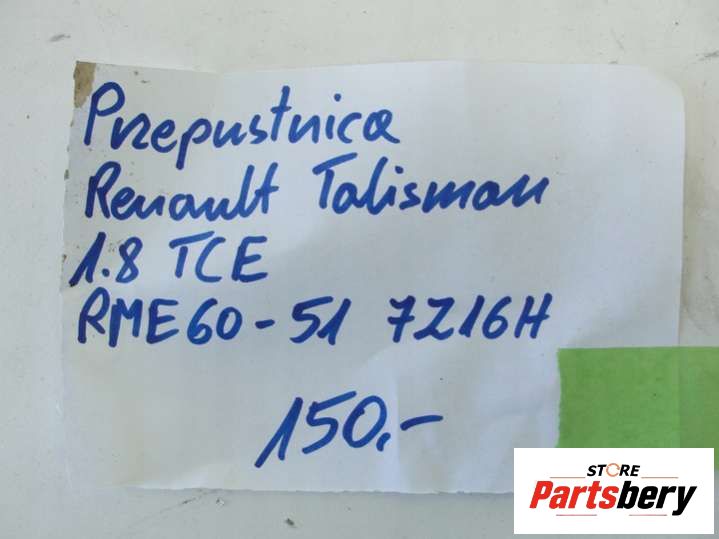 Przepustnica
Renault Talisman
1.8 TCE
RME60-51 7Z16H
150,-
STORE
Partsbery